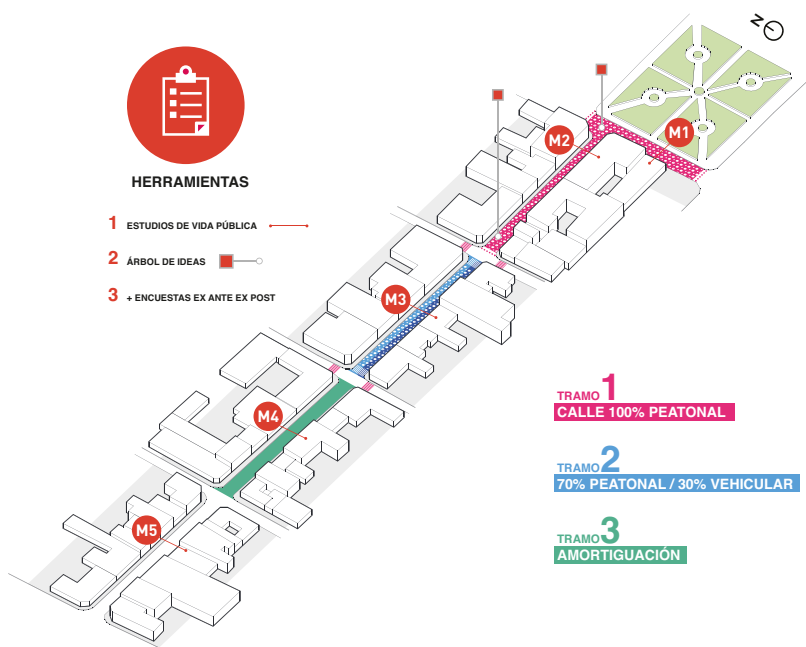 N
HERRAMIENTAS
1 ESTUDIOS DE VIDA PÚBLICA
2 ÁRBOL DE IDEAS
3 + ENCUESTAS EX ANTE EX POST
M1
M2
M3
M4
M5
TRAMO 1
CALLE 100% PEATONAL
TRAMO 2
70% PEATONAL / 30% VEHICULAR
TRAMO 3
AMORTIGUACIÓN